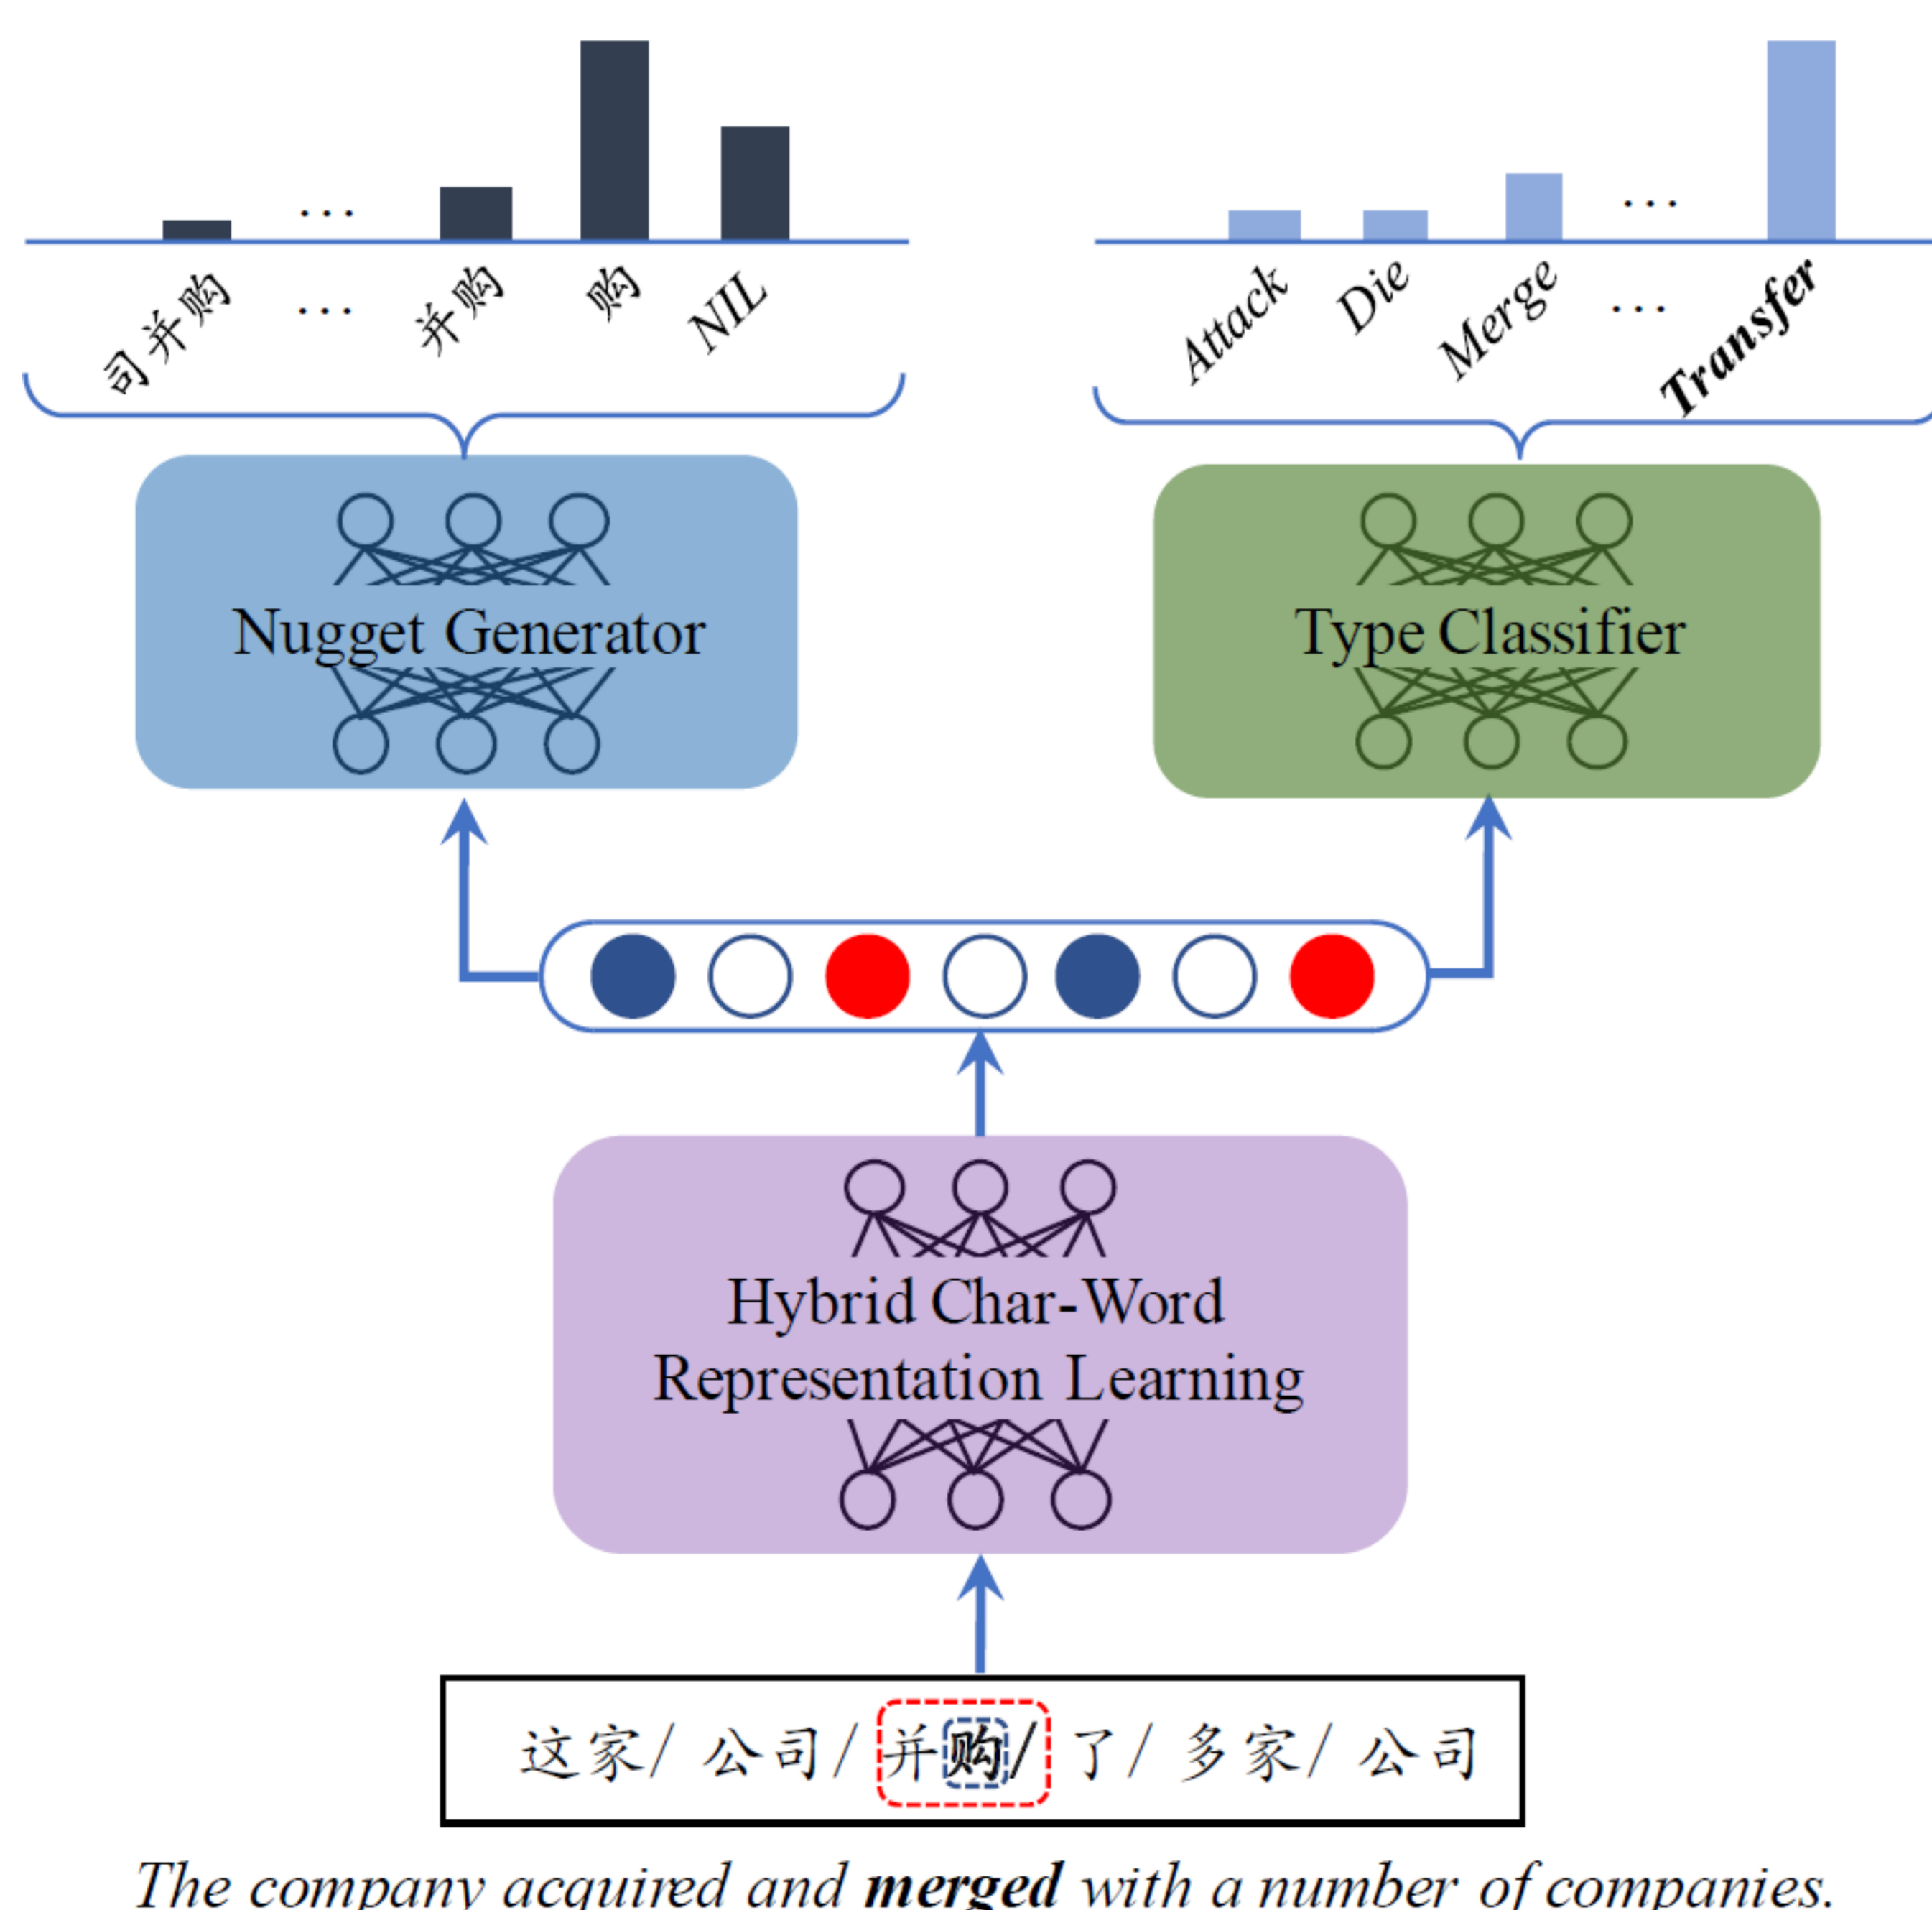 … …
司并购 … 并购 购 NIL
Attack Die Merge … Transfer
Nugget Generator
Type Classifier
Hybrid Char-Word
Representation Learning
这家/ 公司/ 并购/ 了/ 多家/ 公司
The company acquired and merged with a number of companies.